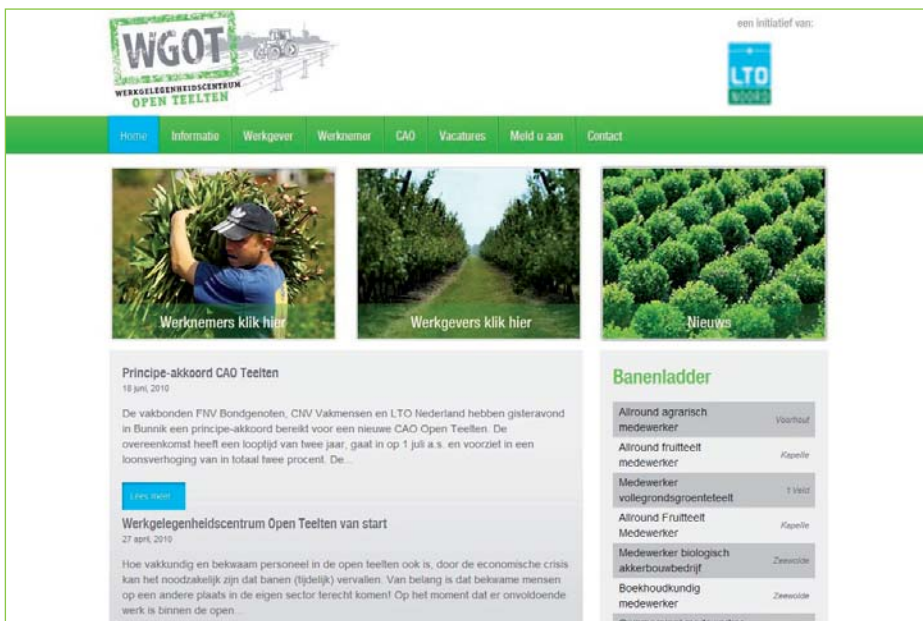 WGOT
WERKGELEGENHEIDSCENTRUM
OPEN TEELTEN
een initiatief van:
LTO
NOORD
Home Informatie Werkgever Werknemer CAO Vacatures Meld u aan Contact
Werknemers klik hier
Werkgevers klik hier
Nieuws
Principe-akkoord CAO Teelten
18 juni, 2010
De vakbonden FNV Bondgenoten, CNV Vakmensen en LTO Nederland hebben gisteravond
in Bunnik een principe-akkoord bereikt voor een nieuwe CAO Open Teelten. De
overeenkomst heeft een looptijd van twee jaar, gaat in op 1 juli a.s. en voorziet in een
loonsverhoging van in totaal twee procent. De...
Lees meer
Werkgelegenheidscentrum Open Teelten van start
27 april, 2010
Hoe vakkundig en bekwaam personeel in de open teelten ook is, door de economische crisis
kan het noodzakelijk zijn dat banen (tijdelijk) vervallen. Van belang is dat bekwame mensen
op een andere plaats in de eigen sector terecht komen! Op het moment dat er onvoldoende
werk is binnen de open...
Banenladder
Allround agrarisch
medewerker Voorhout
Allround fruitteelt
medewerker Kapelle
Medewerker
vollegrondsgroenteteelt 't Veld
Allround Fruitteelt
Medewerker Kapelle
Medewerker biologisch
akkerbouwbedrijf Zeewolde
Boekhoudkundig
medewerker Zeewolde